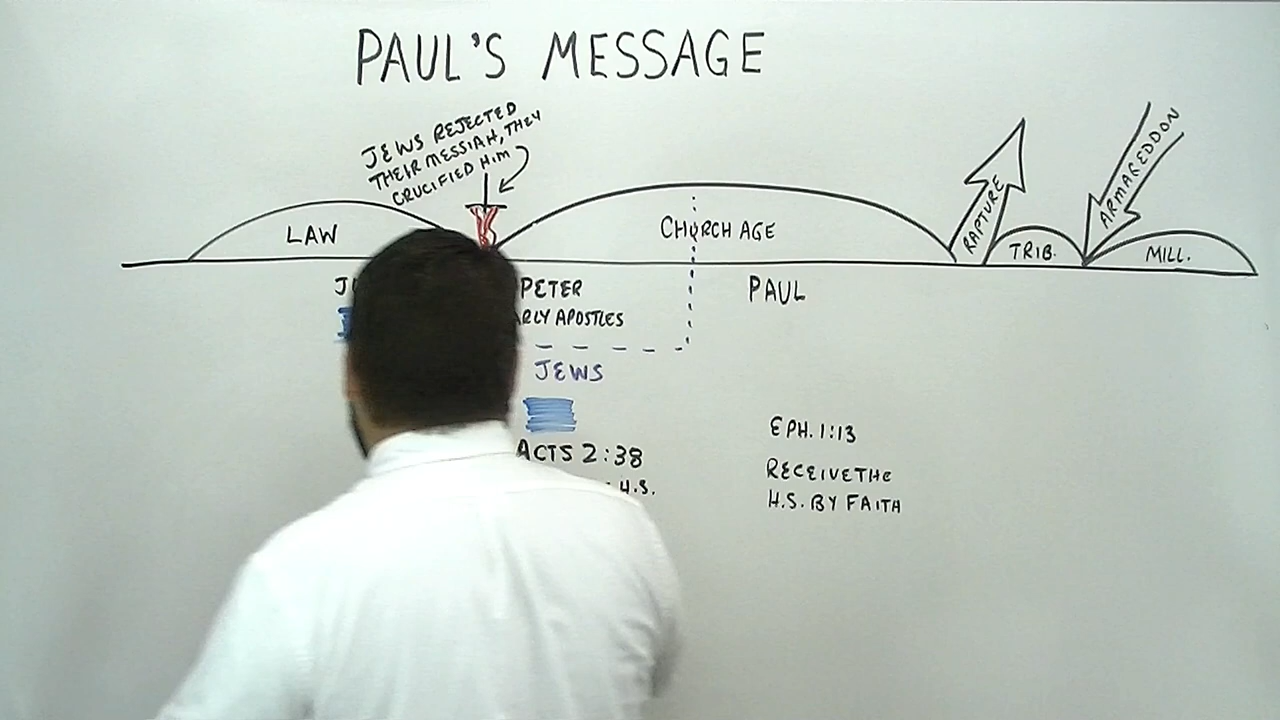 PAUL'S MESSAGE
JEWS REJECTED
THEIR MESSIAH, THEY
CRUCIFIED HIM
LAW
CHURCH AGE
RAPTURE
TRIB.
ARMAGEDDON
MILL.
PETER
PAUL
APOSTLES
JEWS
ACTS 2:38
H.S.
EPH. 1:13
RECEIVE THE
H.S. BY FAITH